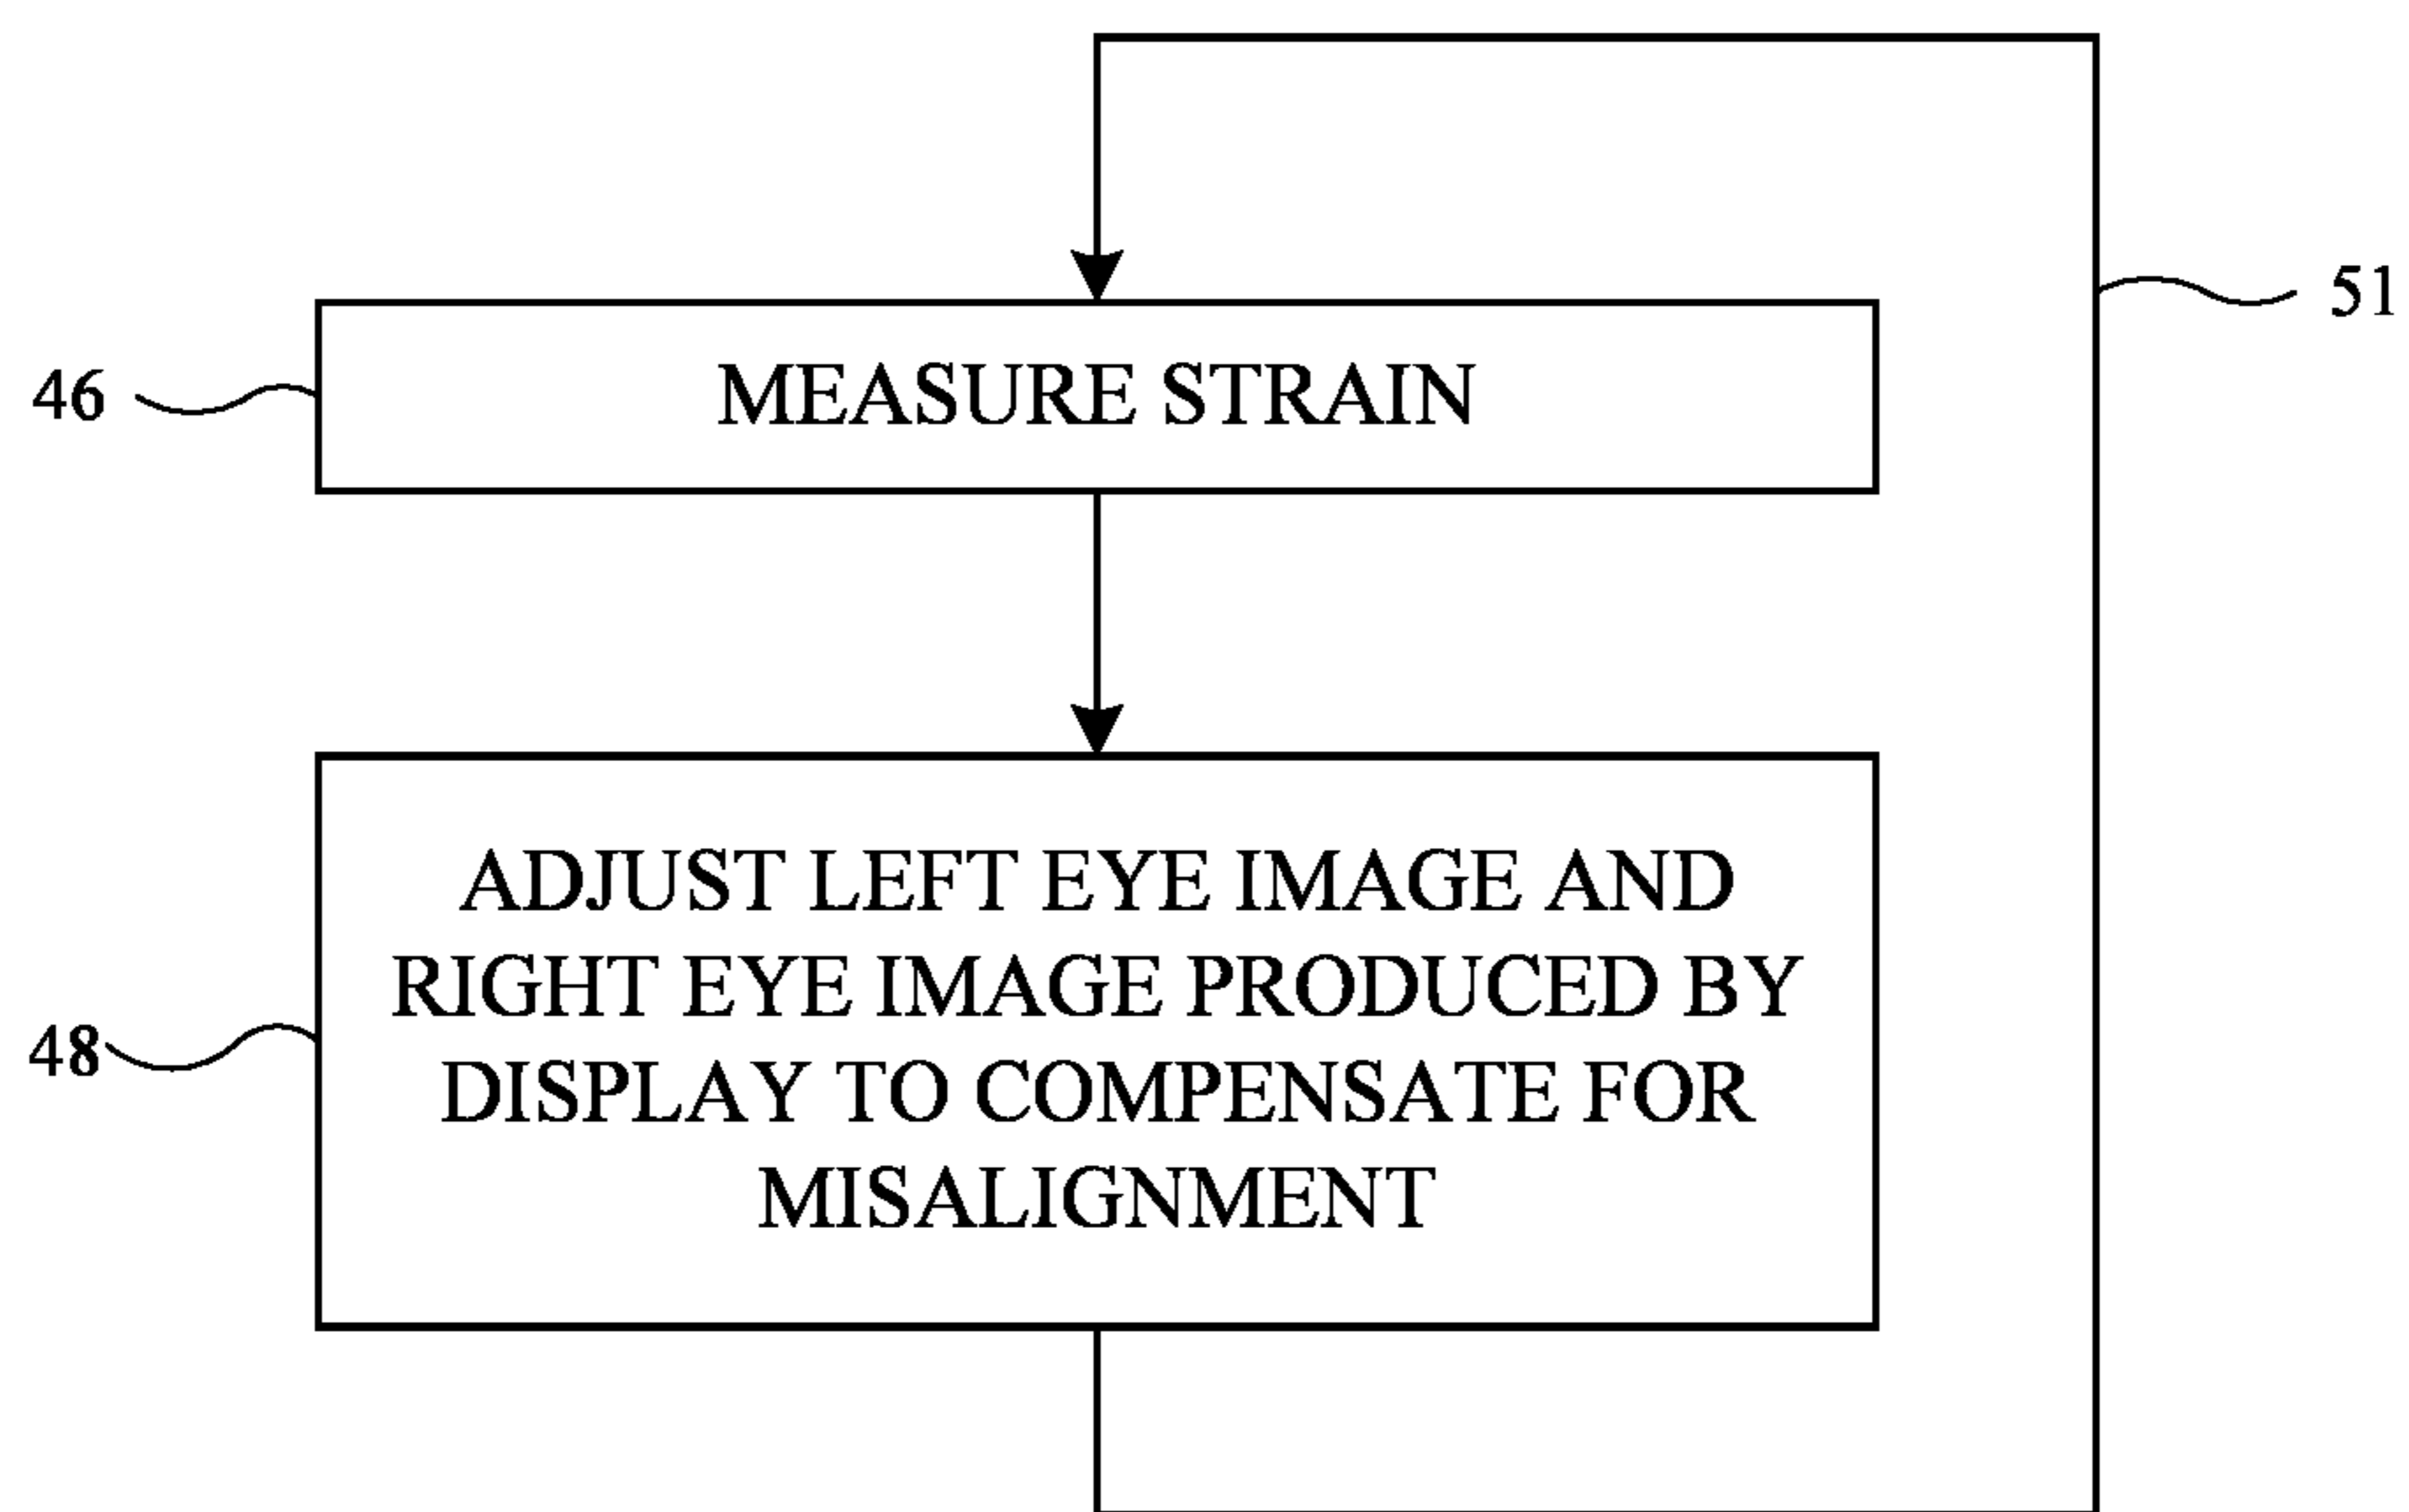 51
46
MEASURE STRAIN
ADJUST LEFT EYE IMAGE AND
RIGHT EYE IMAGE PRODUCED BY
48
DISPLAY TO COMPENSATE FOR
MISALIGNMENT